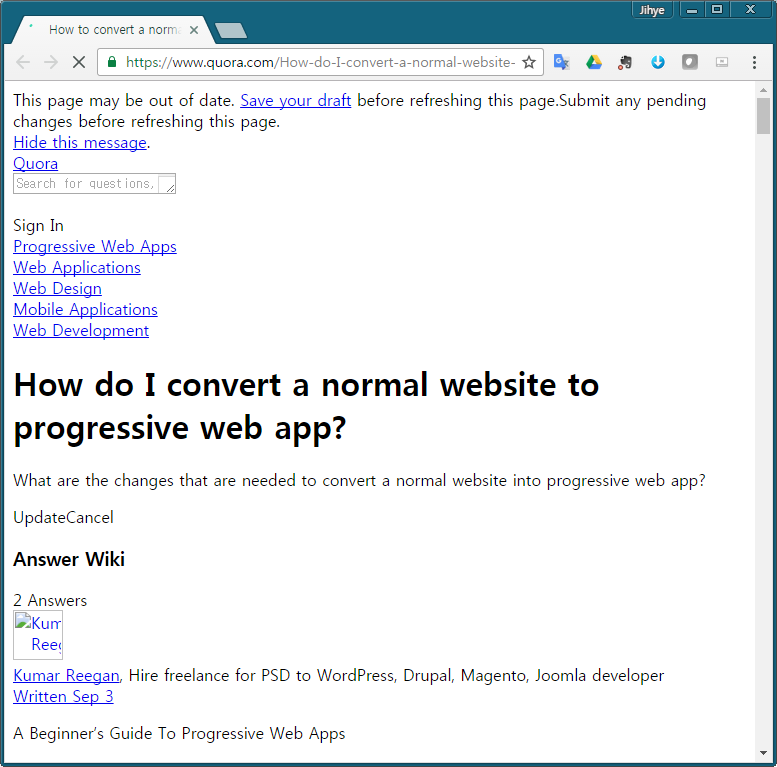 Jihye
How to convert a norm
https://www.quora.com/How-do-I-convert-a-normal-website-
This page may be out of date. Save your draft before refreshing this page.Submit any pending
changes before refreshing this page.
Hide this message.
Quora
Search for questions,
Sign In
Progressive Web Apps
Web Applications
Web Design
Mobile Applications
Web Development
How do I convert a normal website to
progressive web app?
What are the changes that are needed to convert a normal website into progressive web app?
UpdateCancel
Answer Wiki
2 Answers
Kum
Reeg
Kumar Reegan, Hire freelance for PSD to WordPress, Drupal, Magento, Joomla developer
Written Sep 3
A Beginner's Guide To Progressive Web Apps